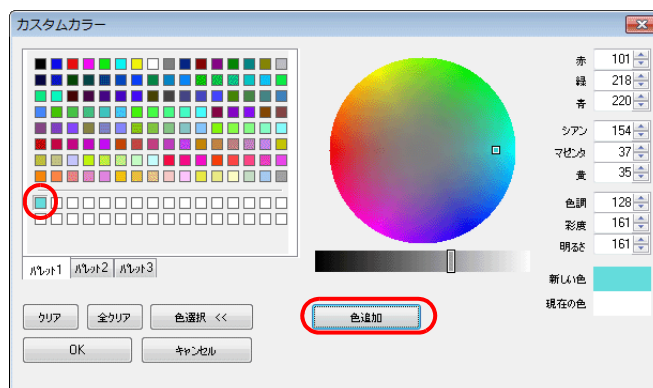 カスタムカラー
赤 101
緑 218
青 220
シアン 154
マゼンタ 37
黄 35
色調 128
彩度 161
明るさ 161
新しい色
現在の色
パレット1 パレット2 パレット3
クリア 全クリア 色選択 << 色追加
OK キャンセル